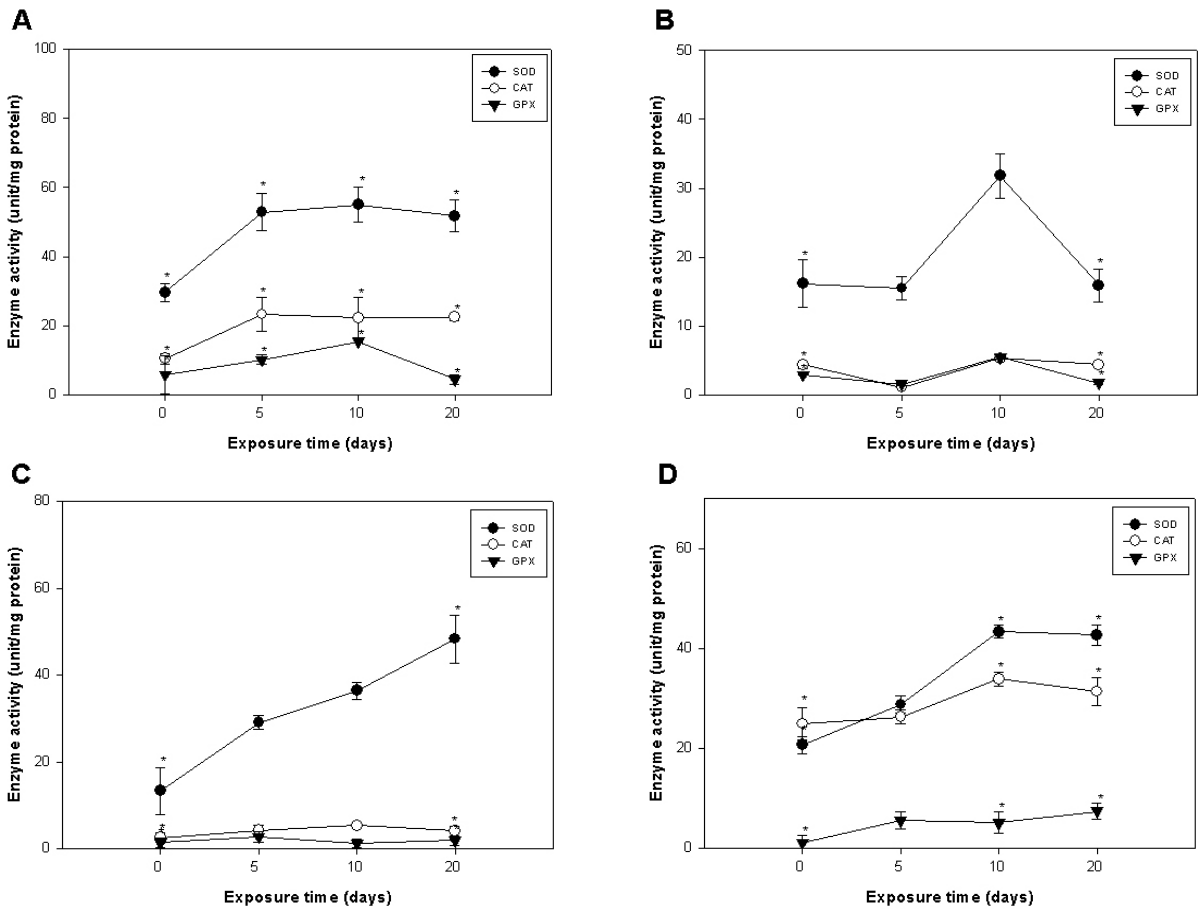 A
100
80
60
40
20
0
Enzyme activity (unit/mg protein)
SOD
CAT
GPX
* * * *
* * * *
* * * *
0 5 10 20
Exposure time (days)
B
50
40
30
20
10
0
Enzyme activity (unit/mg protein)
SOD
CAT
GPX
* *
* *
* *
0 5 10 20
Exposure time (days)
C
80
60
40
20
0
Enzyme activity (unit/mg protein)
SOD
CAT
GPX
* *
* *
* *
0 5 10 20
Exposure time (days)
D
60
40
20
0
Enzyme activity (unit/mg protein)
SOD
CAT
GPX
* * *
* * *
* * *
0 5 10 20
Exposure time (days)